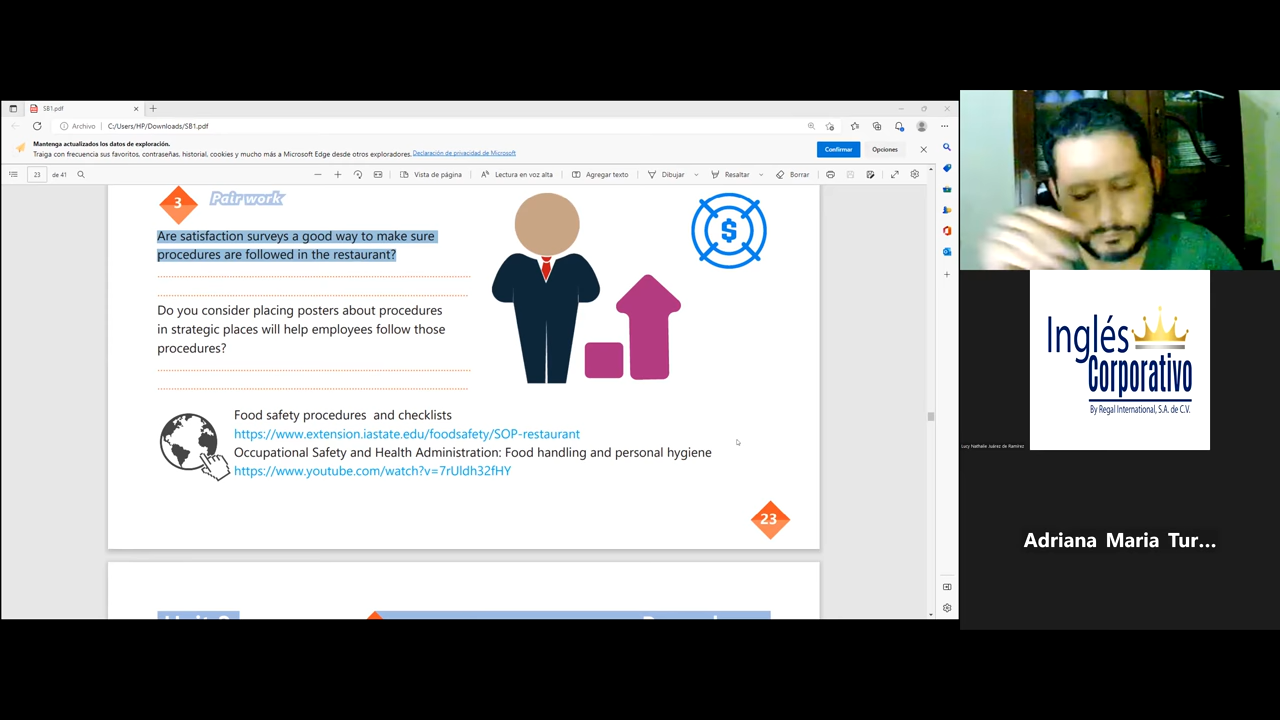 SB1.pdf
Archivo | C:/Users/HP/Downloads/SB1.pdf
Mantenga actualizados los datos de exploración.
Traiga con frecuencia sus favoritos, contraseñas, historial, cookies y mucho más a Microsoft Edge desde otros exploradores. Declaración de privacidad de Microsoft
Confirmar
Opciones
23 de 41
Vista de página
Lectura en voz alta
Agregar texto
Dibujar
Resaltar
Borrar
3
Pair work
Are satisfaction surveys a good way to make sure
procedures are followed in the restaurant?
$
Do you consider placing posters about procedures
in strategic places will help employees follow those
procedures?
Food safety procedures and checklists
https://www.extension.iastate.edu/foodsafety/SOP-restaurant
Occupational Safety and Health Administration: Food handling and personal hygiene
https://www.youtube.com/watch?v=7rUldh32fHY
23
Inglés
Corporativo
By Regal International, S.A. de C.V.
Lucy Nathalie Juárez de Ramírez
Adriana Maria Tur...